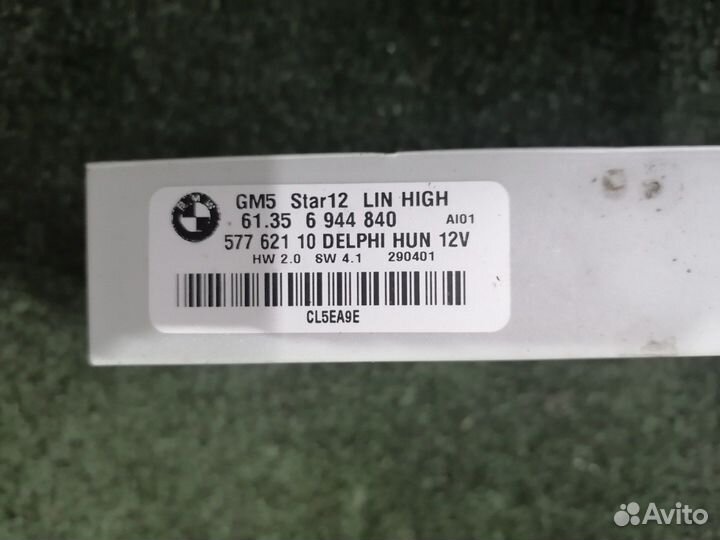 BMW
GM5 Star12 LIN HIGH
61.35 6 944 840 AI01
577 621 10 DELPHI HUN 12V
HW 2.0 SW 4.1 290401
CL5EA9E
Avito